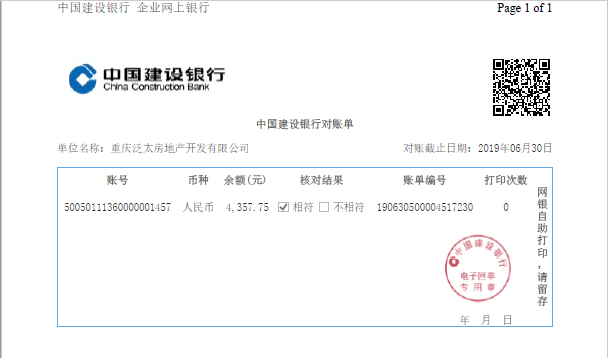 中国建设银行 企业网上银行
Page 1 of 1
中国建设银行
China Construction Bank
中国建设银行对账单
单位名称：重庆泛太房地产开发有限公司
对账截止日期：2019年06月30日
账号 币种 余额(元) 核对结果 账单编号 打印次数
50050111360000001457 人民币 4,357.75 相符 不相符 190630500004517230 0
网银自助打印，请留存
中国建设银行
电子回单
专用章
年 月 日